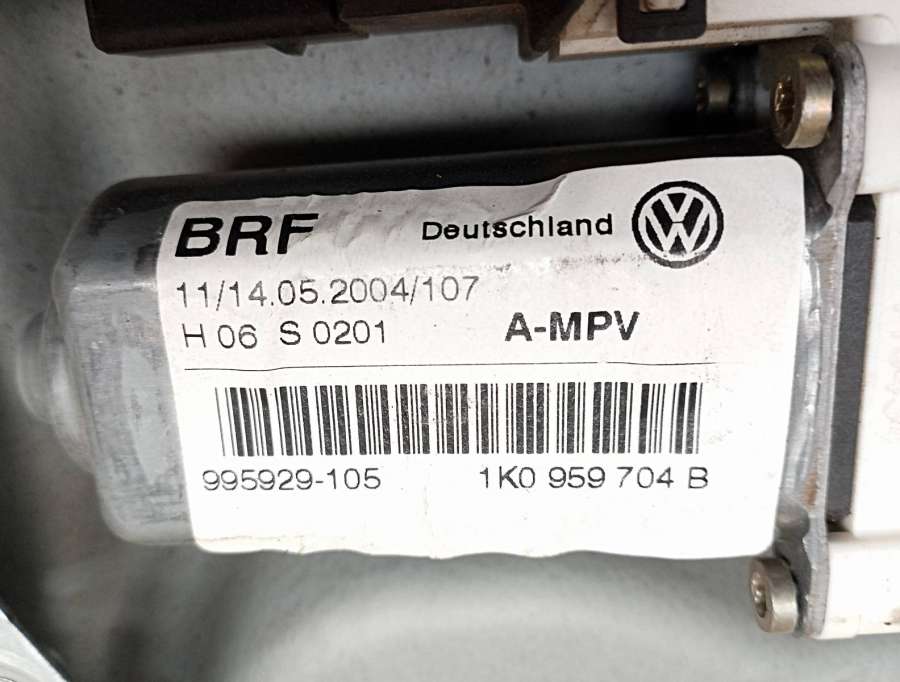 BRF Deutschland
11/14.05.2004/107
H 06 S 0201 A-MPV
995929-105 1K0 959 704 B